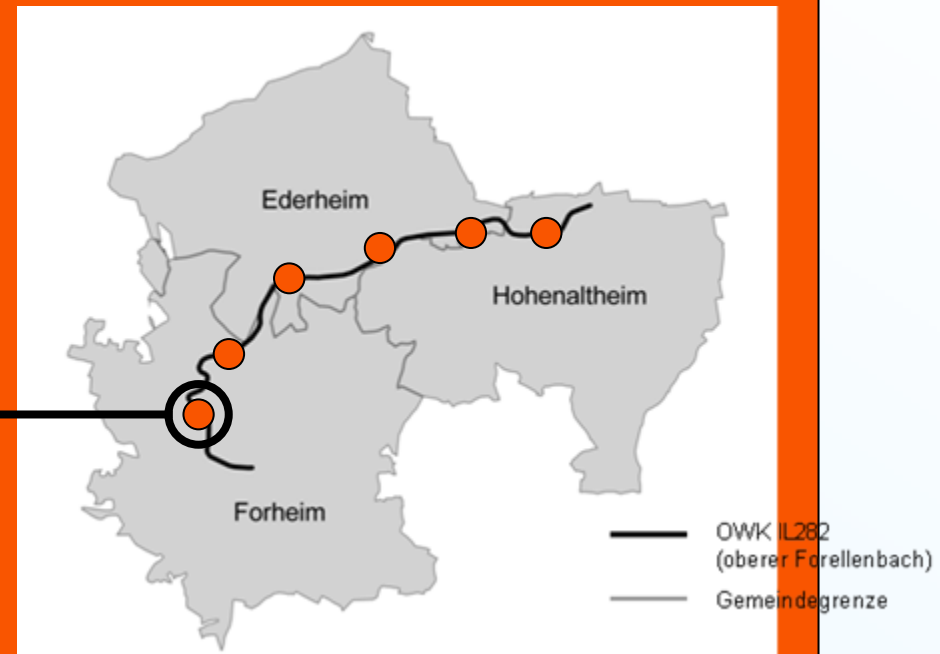 Ederheim
Hohenaltheim
Forheim
OWK IL282
(oberer Forellenbach)
Gemeindegrenze